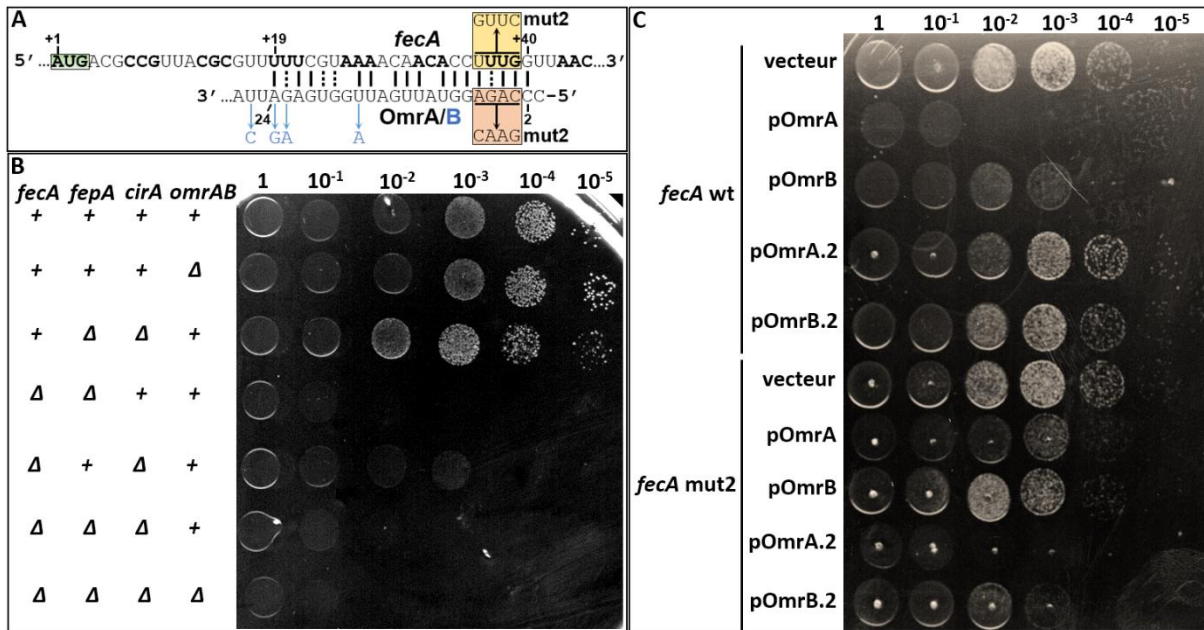 A
GUUC mut2
+1 +19 fecA +40
5’ …AUGACGCCGUUACGCGUUUUUCGUAAAACAACACCUUUGGUUAAC…3’
3’ AUUAGAGUGGUUAGUUAUGGAGACCC–5’
24 OmrA/B 2
C GA A CAAG mut2
B
fecA fepA cirA omrAB 1 10-1 10-2 10-3 10-4 10-5
+ + + +
+ + + Δ
+ Δ Δ +
Δ Δ + +
Δ + Δ +
Δ Δ Δ +
Δ Δ Δ Δ
C
1 10-1 10-2 10-3 10-4 10-5
fecA wt
vecteur
pOmrA
pOmrB
pOmrA.2
pOmrB.2
fecA mut2
vecteur
pOmrA
pOmrB
pOmrA.2
pOmrB.2